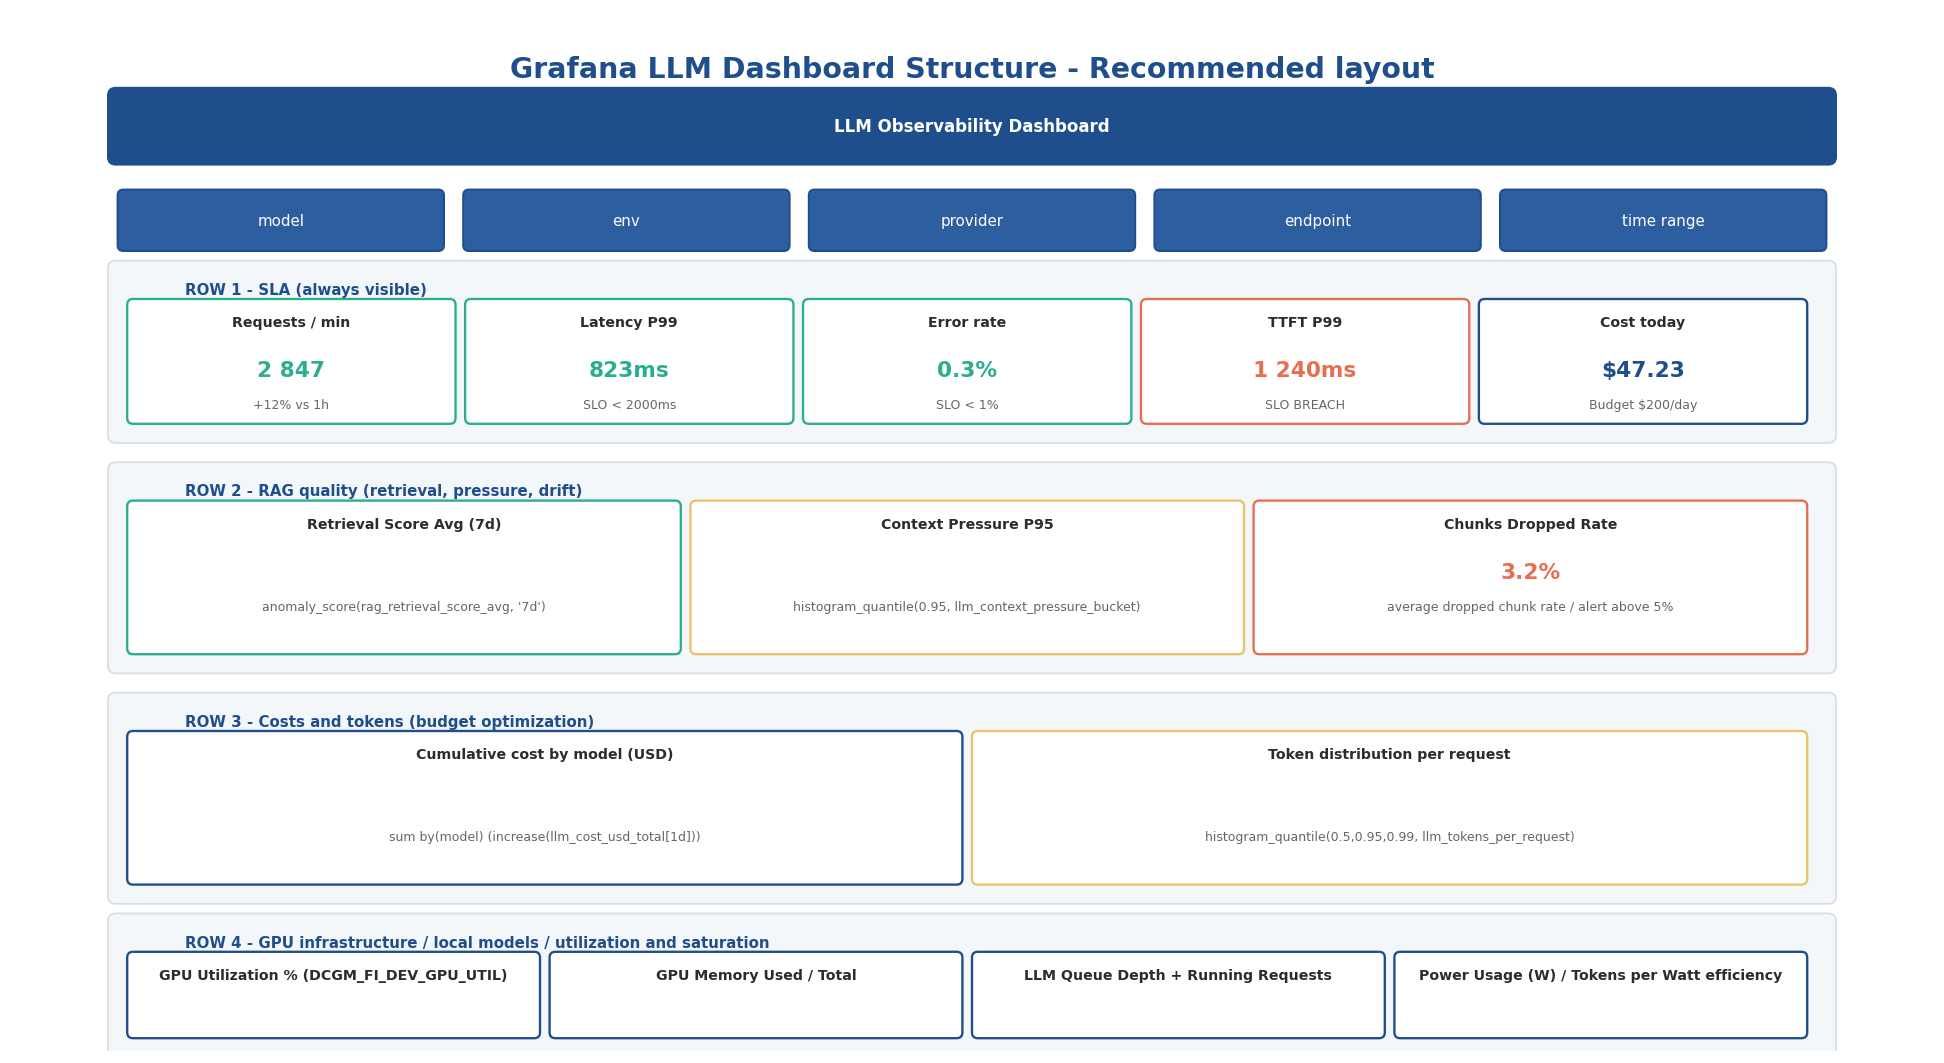 Grafana LLM Dashboard Structure - Recommended layout
LLM Observability Dashboard
model
env
provider
endpoint
time range
ROW 1 - SLA (always visible)
Requests / min
2 847
+12% vs 1h
Latency P99
823ms
SLO < 2000ms
Error rate
0.3%
SLO < 1%
TTFT P99
1 240ms
SLO BREACH
Cost today
$47.23
Budget $200/day
ROW 2 - RAG quality (retrieval, pressure, drift)
Retrieval Score Avg (7d)
anomaly_score(rag_retrieval_score_avg, '7d')
Context Pressure P95
histogram_quantile(0.95, llm_context_pressure_bucket)
Chunks Dropped Rate
3.2%
average dropped chunk rate / alert above 5%
ROW 3 - Costs and tokens (budget optimization)
Cumulative cost by model (USD)
sum by(model) (increase(llm_cost_usd_total[1d]))
Token distribution per request
histogram_quantile(0.5,0.95,0.99, llm_tokens_per_request)
ROW 4 - GPU infrastructure / local models / utilization and saturation
GPU Utilization % (DCGM_FI_DEV_GPU_UTIL)
GPU Memory Used / Total
LLM Queue Depth + Running Requests
Power Usage (W) / Tokens per Watt efficiency